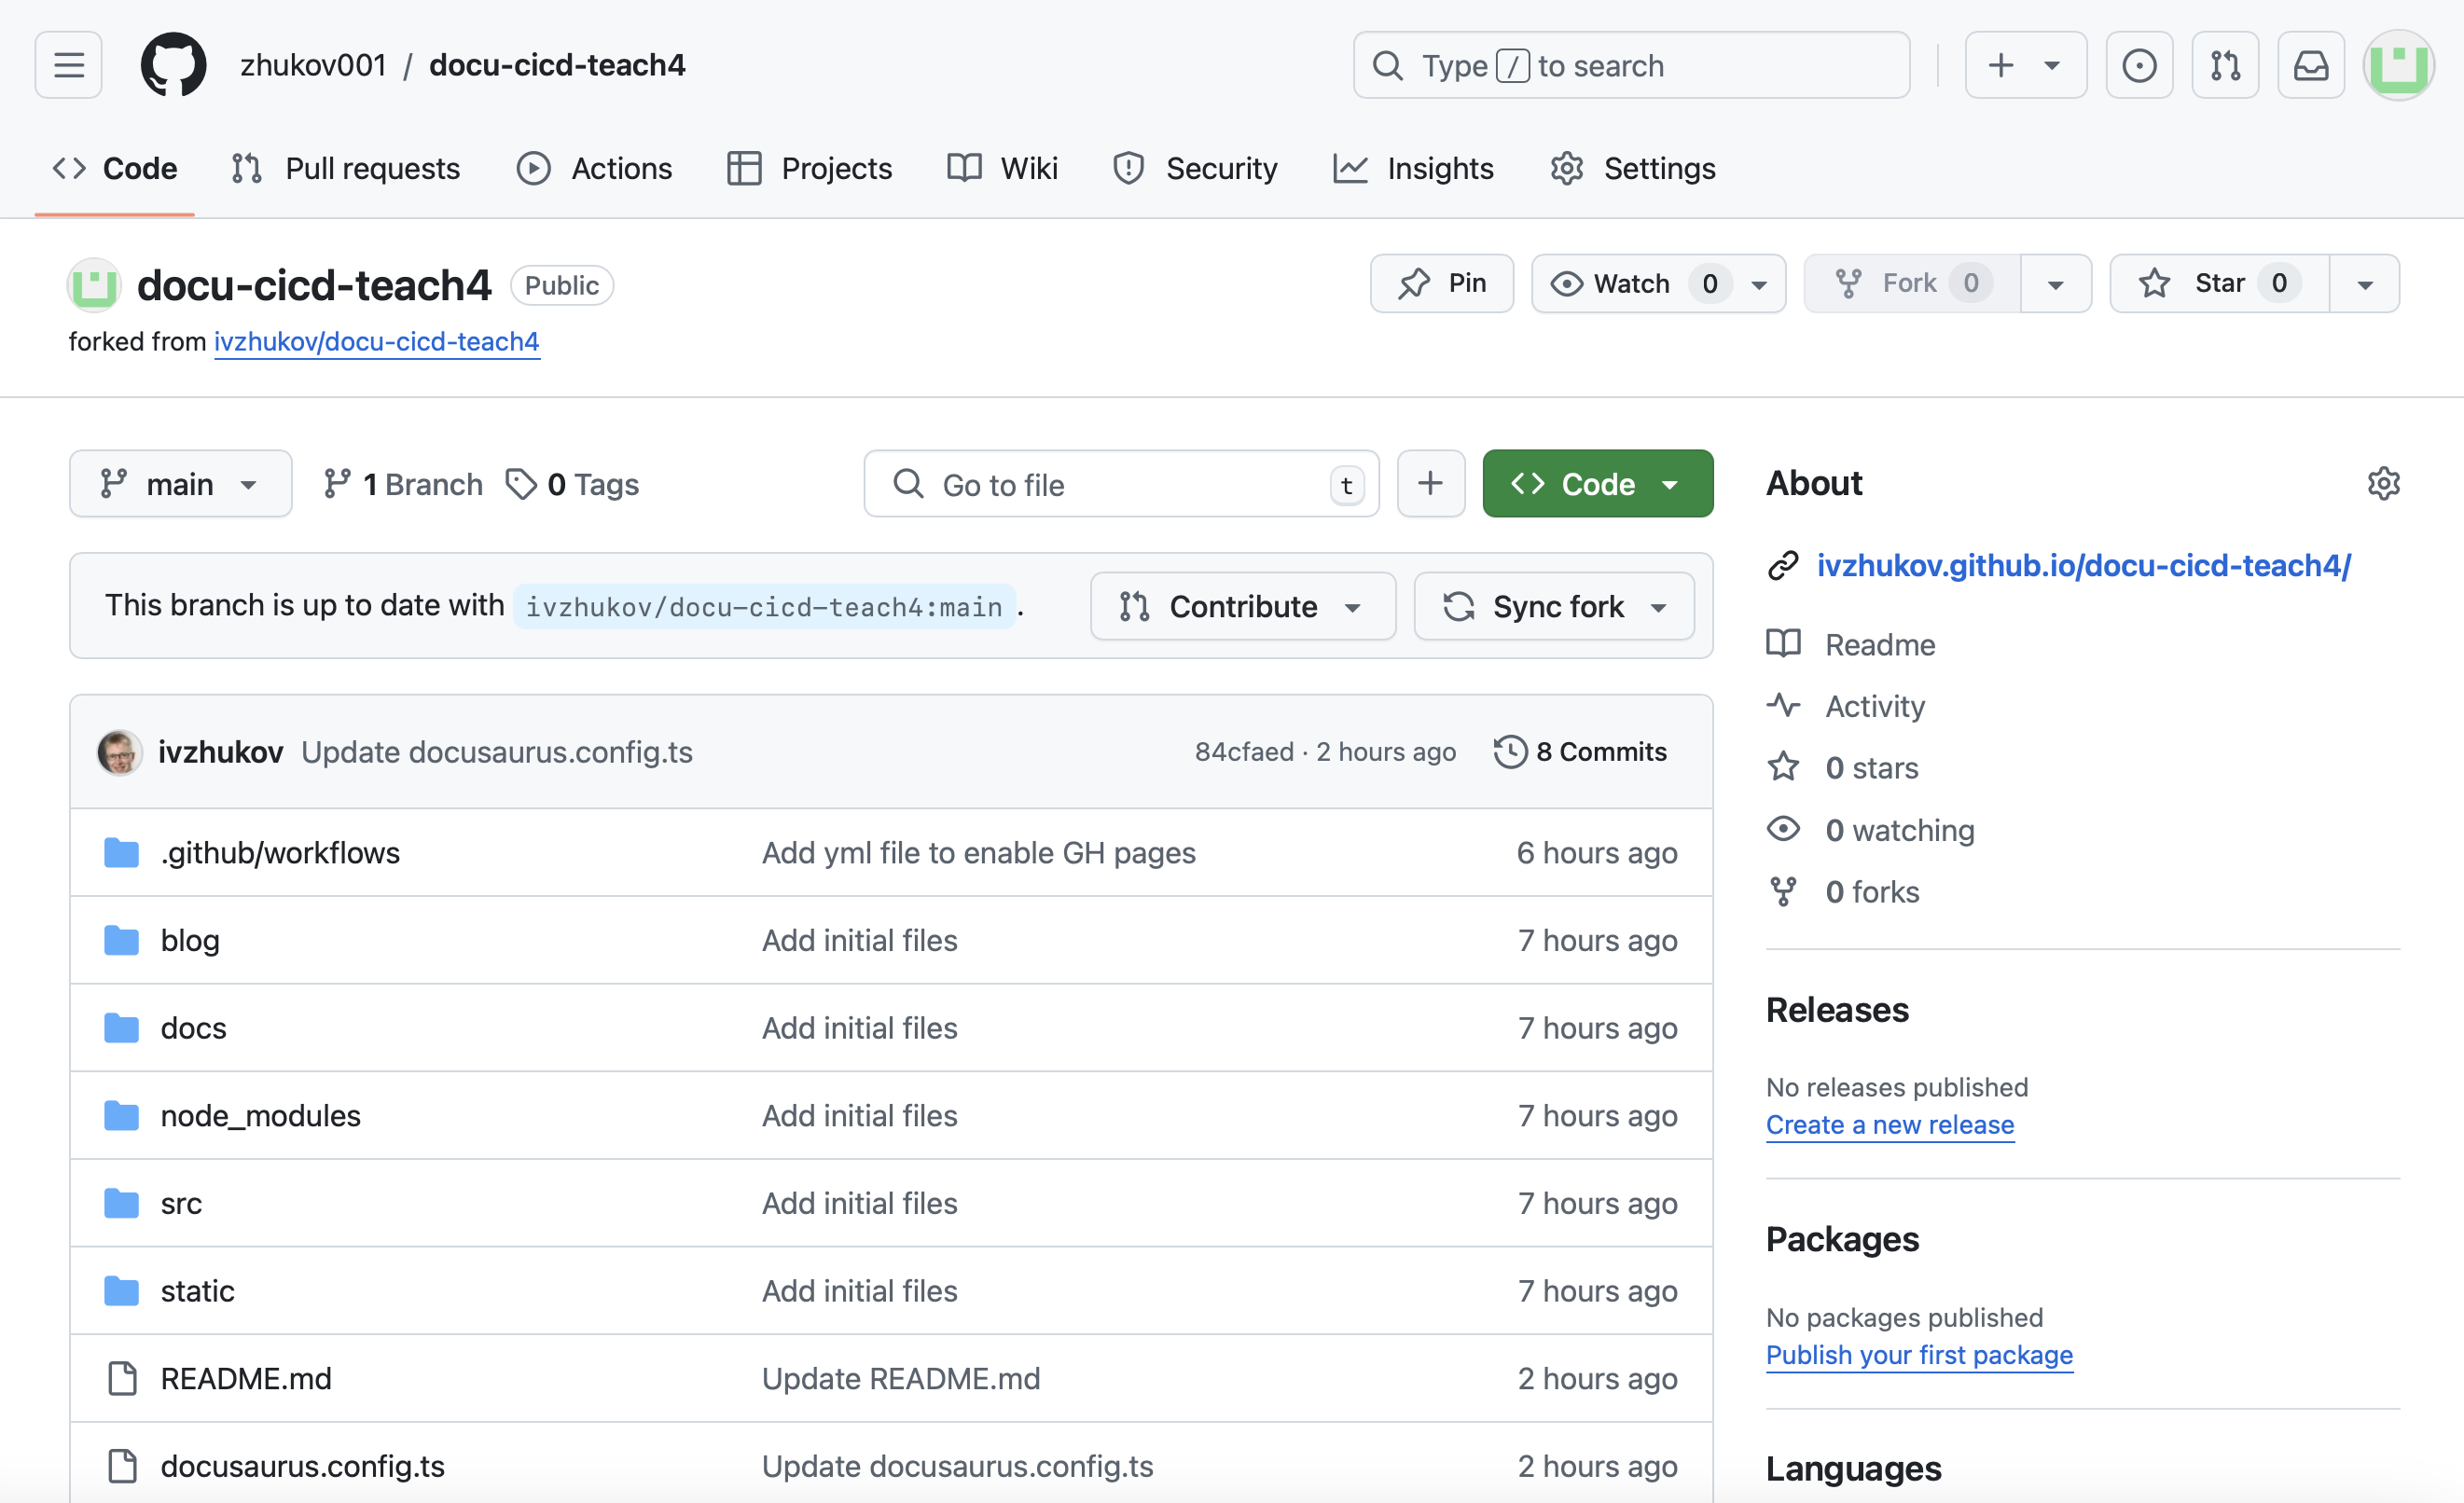 zhukov001 / docu-cicd-teach4
Type / to search
Code
Pull requests
Actions
Projects
Wiki
Security
Insights
Settings
docu-cicd-teach4 Public
Pin
Watch 0
Fork 0
Star 0
forked from ivzhukov/docu-cicd-teach4
main
1 Branch
0 Tags
Go to file t
Code
This branch is up to date with ivzhukov/docu-cicd-teach4:main .
Contribute
Sync fork
ivzhukov Update docusaurus.config.ts 84cfaed · 2 hours ago 8 Commits
.github/workflows Add yml file to enable GH pages 6 hours ago
blog Add initial files 7 hours ago
docs Add initial files 7 hours ago
node_modules Add initial files 7 hours ago
src Add initial files 7 hours ago
static Add initial files 7 hours ago
README.md Update README.md 2 hours ago
docusaurus.config.ts Update docusaurus.config.ts 2 hours ago
About
ivzhukov.github.io/docu-cicd-teach4/
Readme
Activity
0 stars
0 watching
0 forks
Releases
No releases published
Create a new release
Packages
No packages published
Publish your first package
Languages